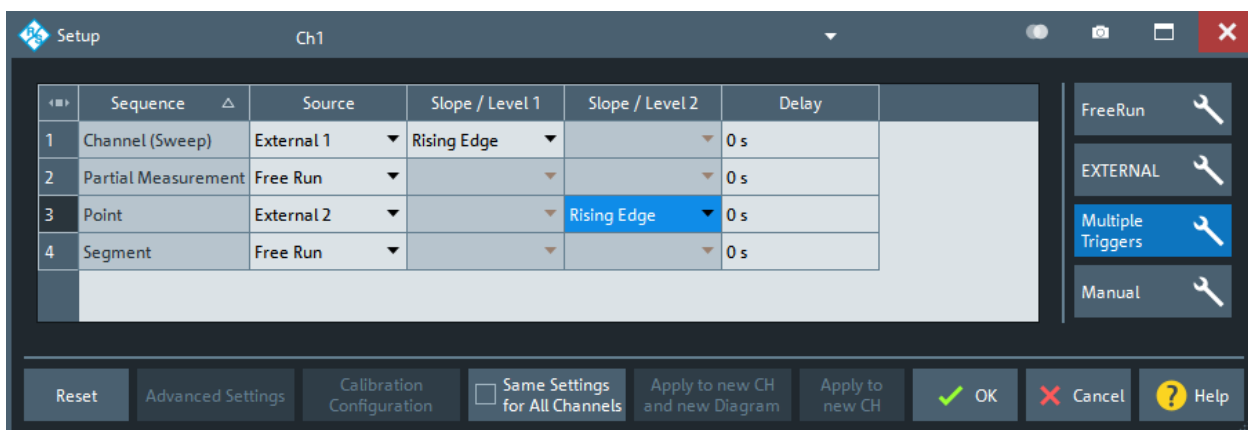 Setup Ch1
Sequence Source Slope / Level 1 Slope / Level 2 Delay
1 Channel (Sweep) External 1 Rising Edge 0 s
2 Partial Measurement Free Run 0 s
3 Point External 2 Rising Edge 0 s
4 Segment Free Run 0 s
FreeRun
EXTERNAL
Multiple
Triggers
Manual
Reset
Advanced Settings
Calibration
Configuration
Same Settings
for All Channels
Apply to new CH
and new Diagram
Apply to
new CH
OK
Cancel
? Help